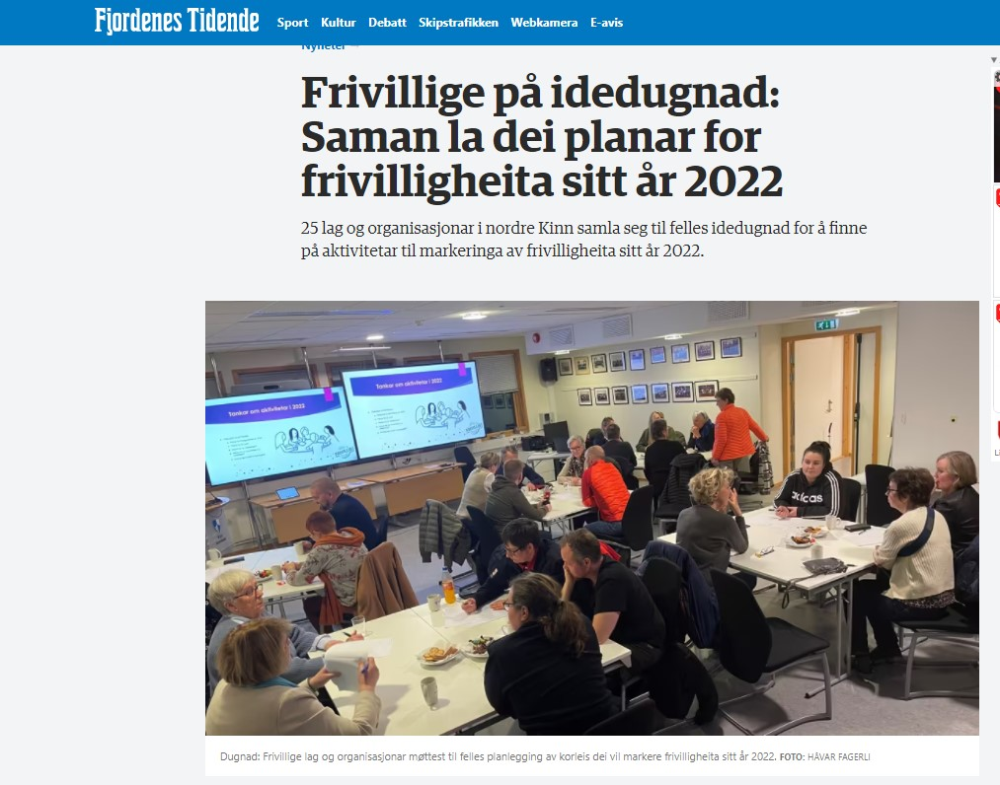 Fjordenes Tidende
Sport Kultur Debatt Skipstrafikken Webkamera E-avis
Nyheter
Frivillige på idedugnad:
Saman la dei planar for
frivilligheita sitt år 2022
25 lag og organisasjonar i nordre Kinn samla seg til felles idedugnad for å finne
på aktivitetar til markeringa av frivilligheita sitt år 2022.
Tankar om aktivitetar i 2022
Tankar om aktivitetar i 2022
adidas
Dugnad: Frivillige lag og organisasjonar møttest til felles planlegging av korleis dei vil markere frivilligheita sitt år 2022. FOTO: HÅVAR FAGERLI